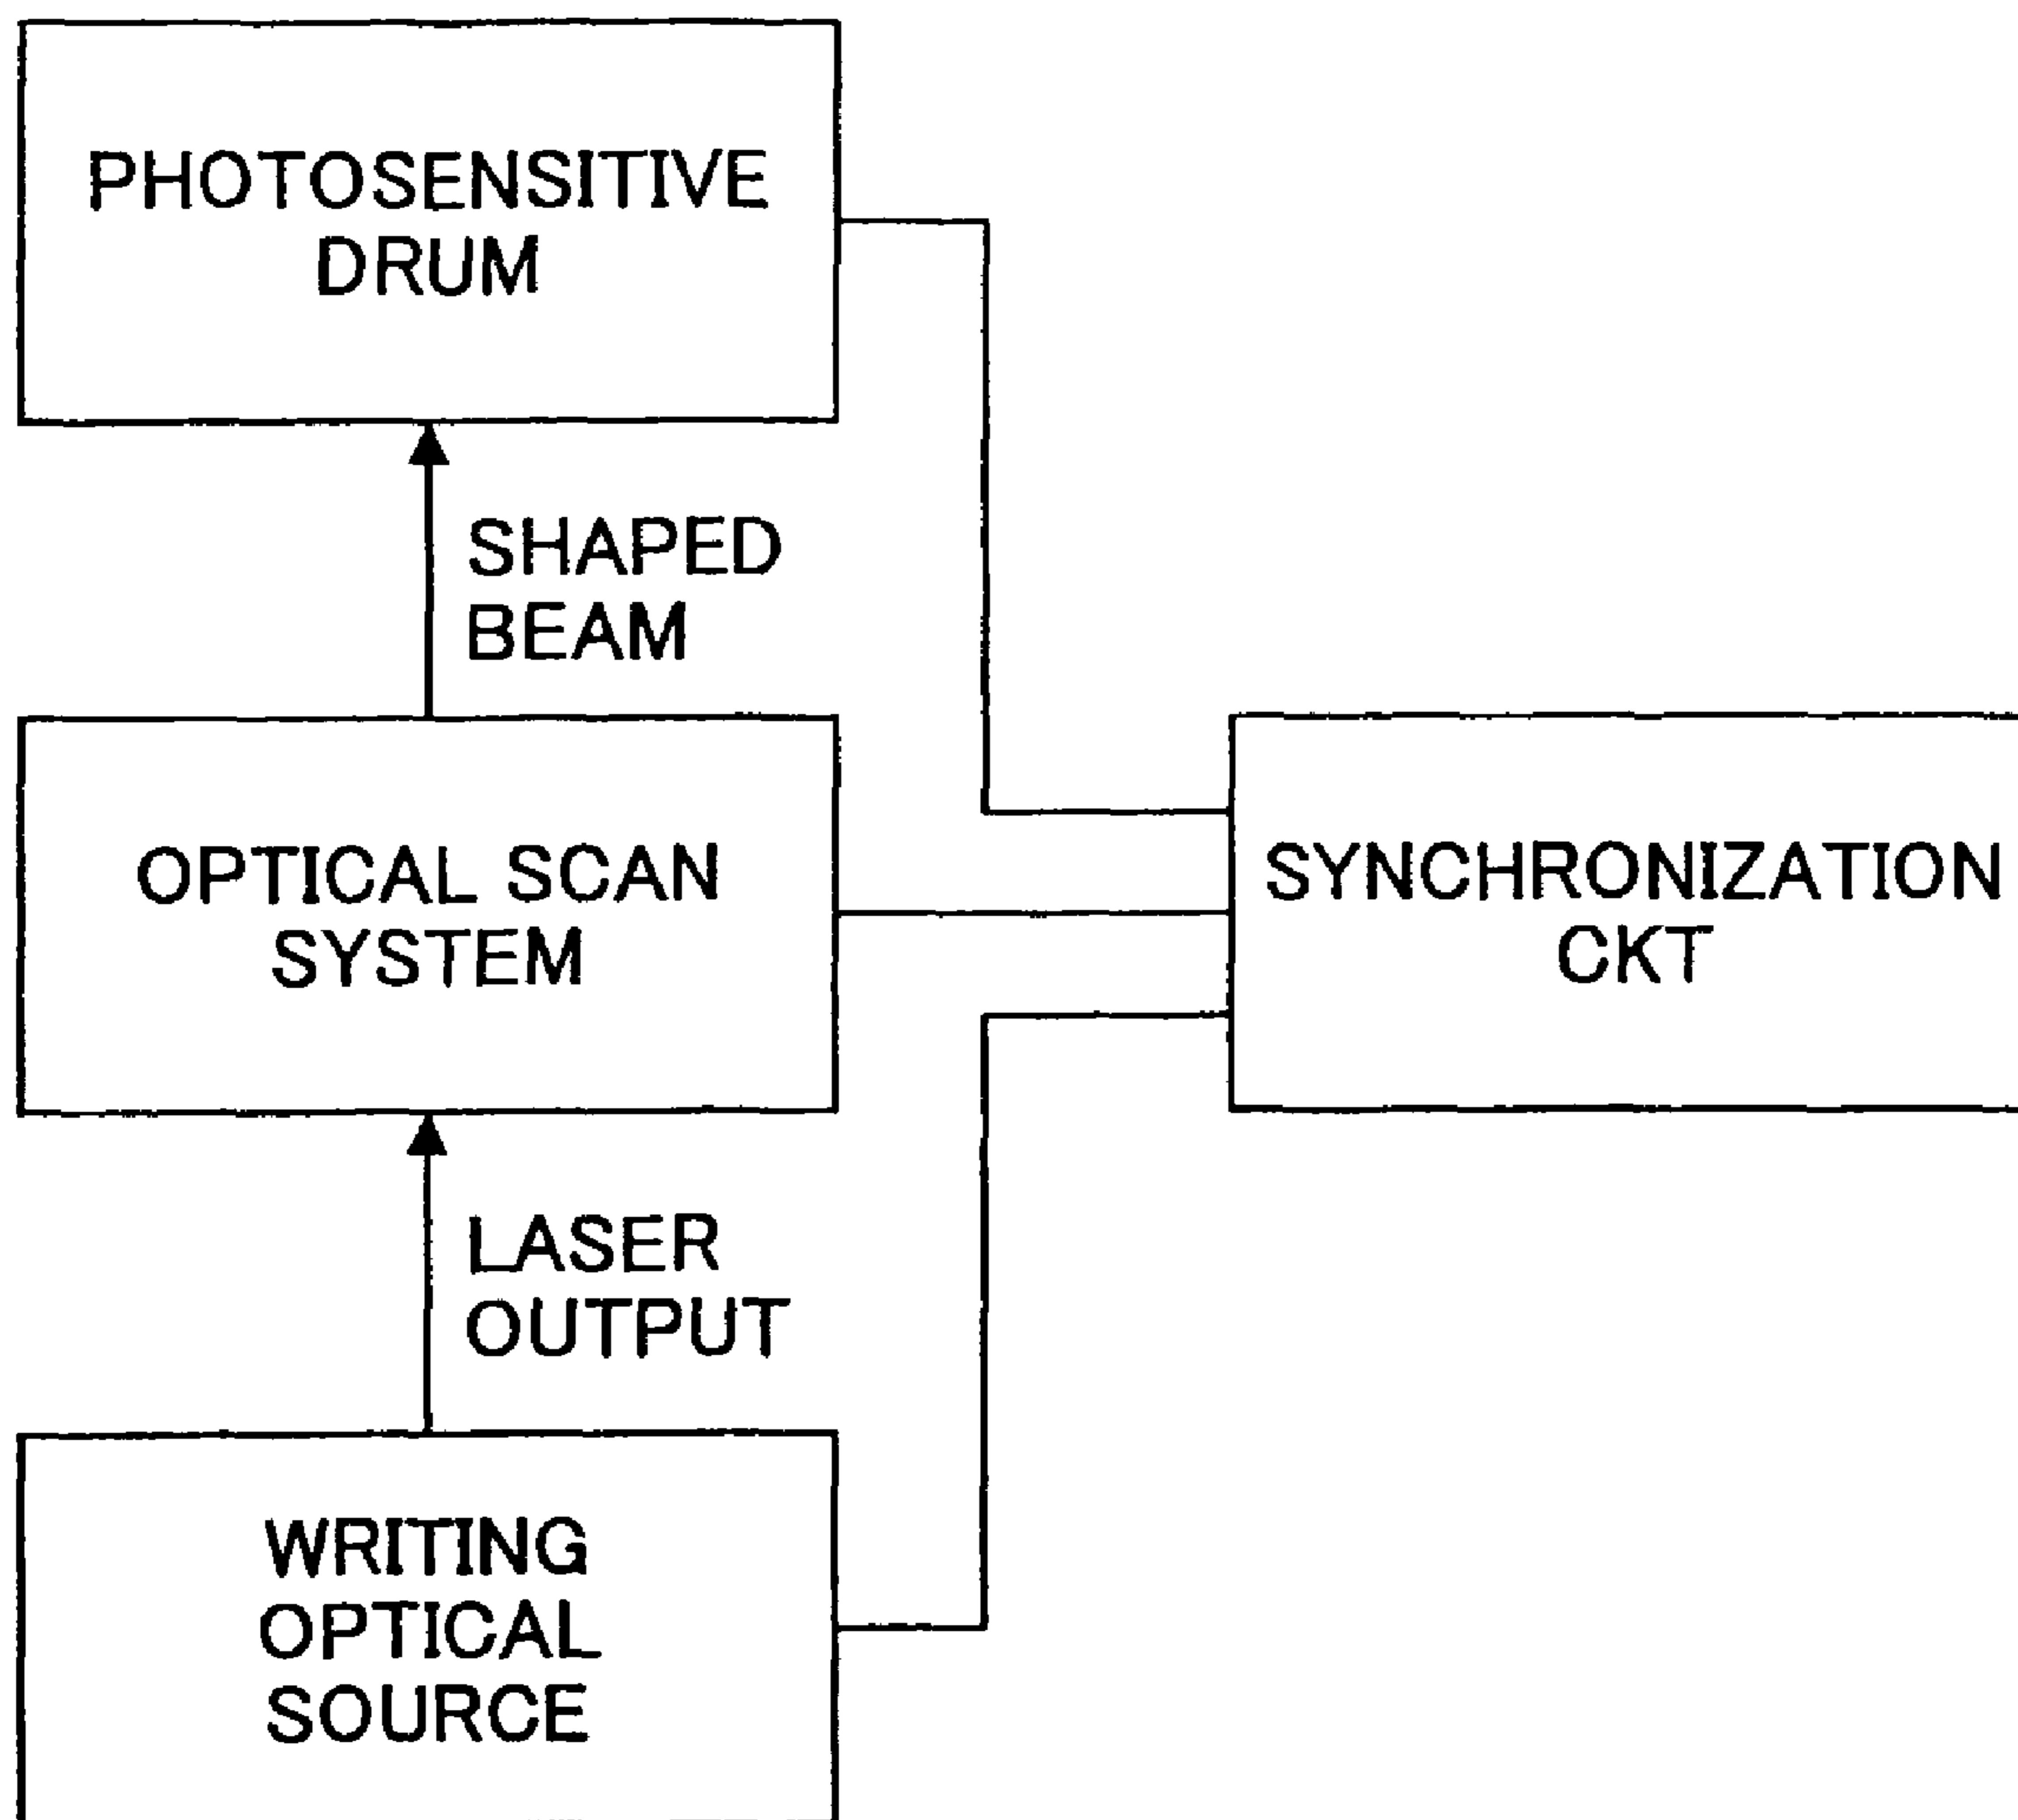 PHOTOSENSITIVE
DRUM
SHAPED
BEAM
OPTICAL SCAN
SYSTEM
SYNCHRONIZATION
CKT
LASER
OUTPUT
WRITING
OPTICAL
SOURCE